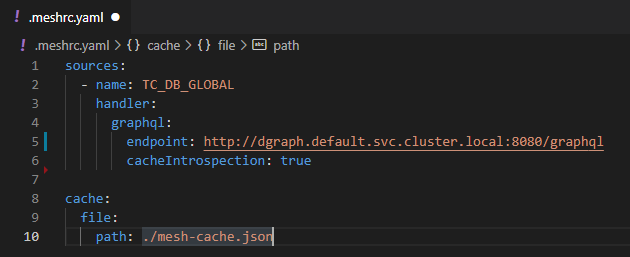 ! .meshrc.yaml ●
! .meshrc.yaml > {} cache > {} file > abc path
1 sources:
2   - name: TC_DB_GLOBAL
3     handler:
4       graphql:
5         endpoint: http://dgraph.default.svc.cluster.local:8080/graphql
6         cacheIntrospection: true
7
8 cache:
9   file:
10     path: ./mesh-cache.json